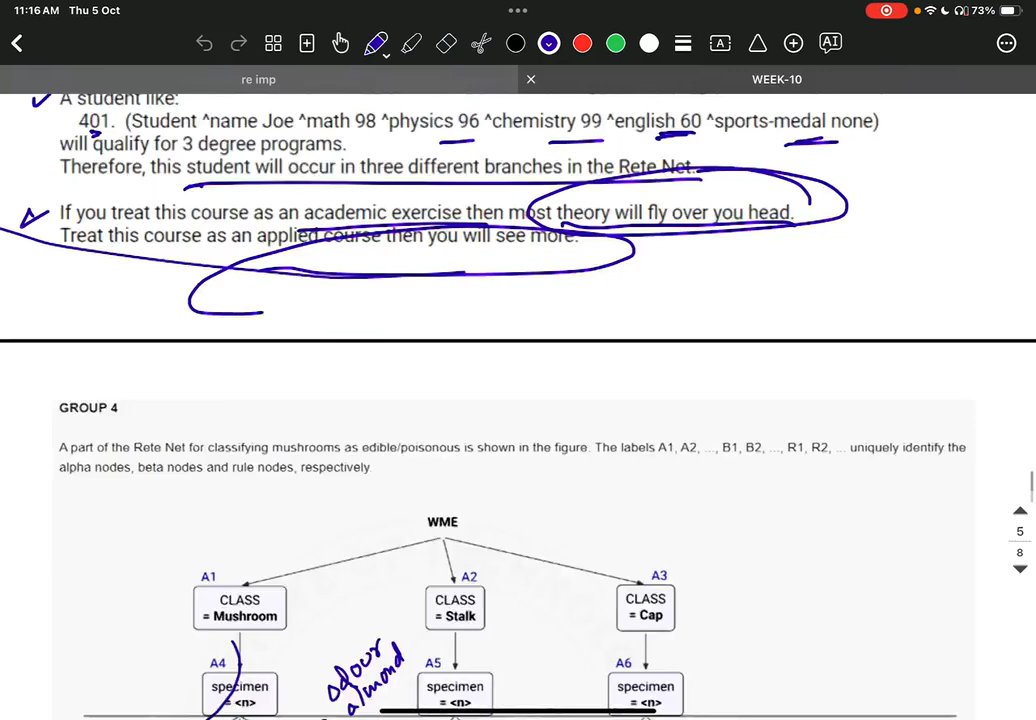 11:16 AM Thu 5 Oct
73%
A
AI
re imp
WEEK-10
A student like:
401. (Student ^name Joe ^math 98 ^physics 96 ^chemistry 99 ^english 60 ^sports-medal none)
will qualify for 3 degree programs.
Therefore, this student will occur in three different branches in the Rete Net.
If you treat this course as an academic exercise then most theory will fly over you head.
Treat this course as an applied course then you will see more.
GROUP 4
A part of the Rete Net for classifying mushrooms as edible/poisonous is shown in the figure. The labels A1, A2, ..., B1, B2, ..., R1, R2, ... uniquely identify the
alpha nodes, beta nodes and rule nodes, respectively
WME
A1
A2
A3
CLASS
= Mushroom
CLASS
= Stalk
CLASS
= Cap
A4
A5
A6
odour
almond
specimen
= <n>
specimen
= <n>
specimen
= <n>
5
8